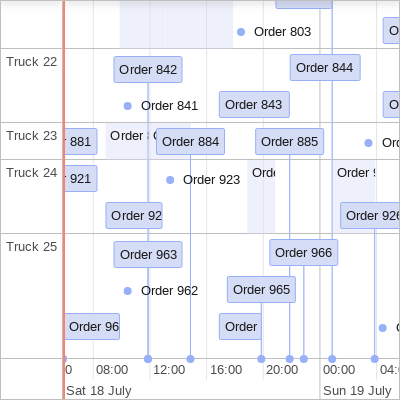 Order 803
Truck 22
Order 842
Order 844
Order 841
Order 843
Truck 23
881
Order
Order 884
Order 885
Truck 24
921
Order 923
Order 92
Order 926
Truck 25
Order 963
Order 966
Order 962
Order 965
Order 96
Order
08:00
12:00
16:00
20:00
00:00
04:
Sat 18 July
Sun 19 July